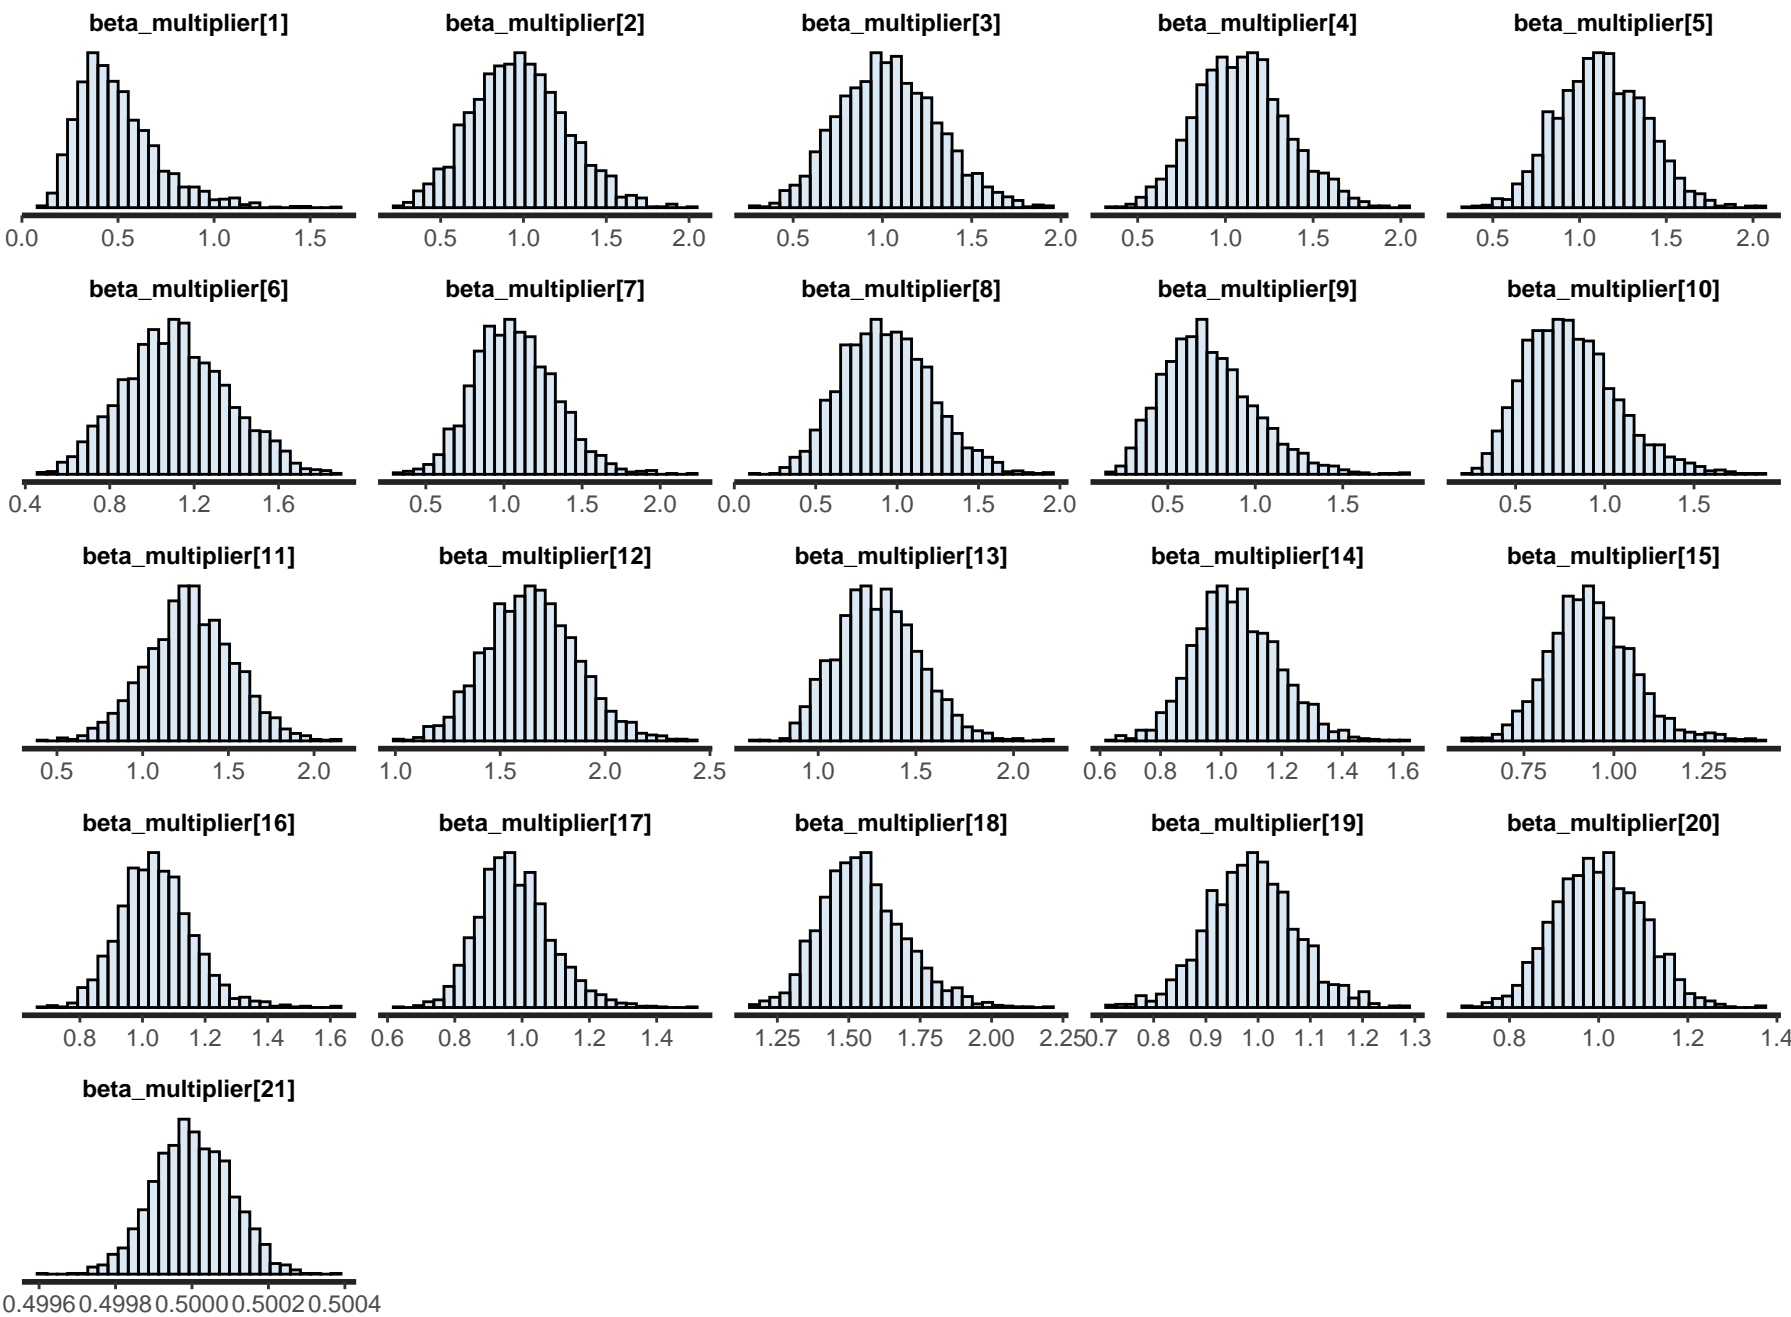 beta_multiplier[1] beta_multiplier[2] beta_multiplier[3] beta_multiplier[4] beta_multiplier[5]
0.0 0.5 1.0 1.5 0.5 1.0 1.5 2.0 0.5 1.0 1.5 2.0 0.5 1.0 1.5 2.0 0.5 1.0 1.5 2.0
beta_multiplier[6] beta_multiplier[7] beta_multiplier[8] beta_multiplier[9] beta_multiplier[10]
0.4 0.8 1.2 1.6 0.5 1.0 1.5 2.0 0.0 0.5 1.0 1.5 2.0 0.5 1.0 1.5 0.5 1.0 1.5
beta_multiplier[11] beta_multiplier[12] beta_multiplier[13] beta_multiplier[14] beta_multiplier[15]
0.5 1.0 1.5 2.0 1.0 1.5 2.0 2.5 1.0 1.5 2.0 0.6 0.8 1.0 1.2 1.4 1.6 0.75 1.00 1.25
beta_multiplier[16] beta_multiplier[17] beta_multiplier[18] beta_multiplier[19] beta_multiplier[20]
0.8 1.0 1.2 1.4 1.6 0.6 0.8 1.0 1.2 1.4 1.25 1.50 1.75 2.00 2.25 0.7 0.8 0.9 1.0 1.1 1.2 1.3 0.8 1.0 1.2 1.4
beta_multiplier[21]
0.4996 0.4998 0.5000 0.5002 0.5004